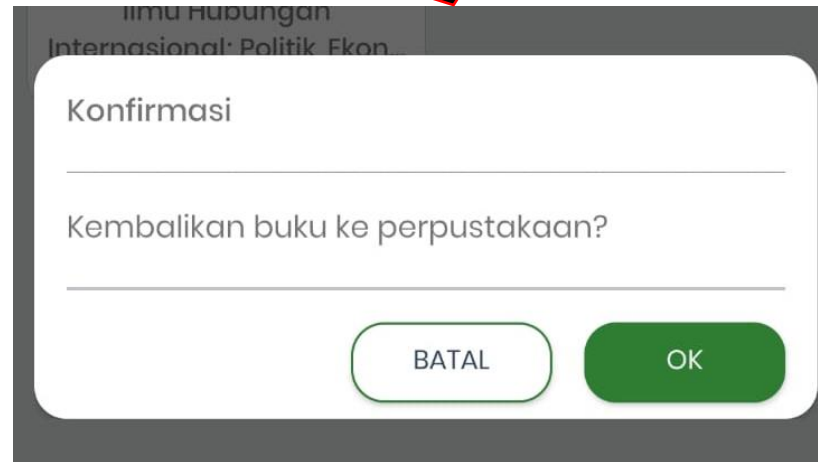 Ilmu Hubungan
Internasional: Politik, Ekon...
Konfirmasi
Kembalikan buku ke perpustakaan?
BATAL
OK